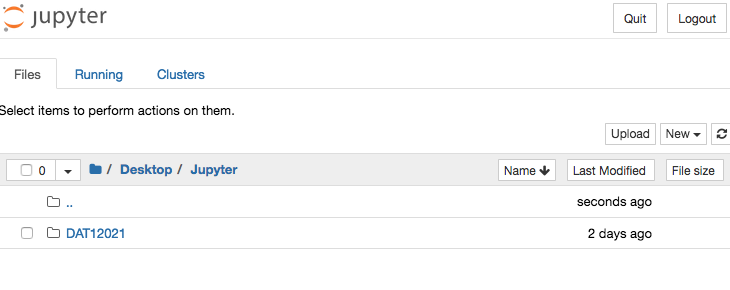 jupyter Quit Logout
Files Running Clusters
Select items to perform actions on them.
Upload New
0 / Desktop / Jupyter Name Last Modified File size
.. seconds ago
DAT12021 2 days ago